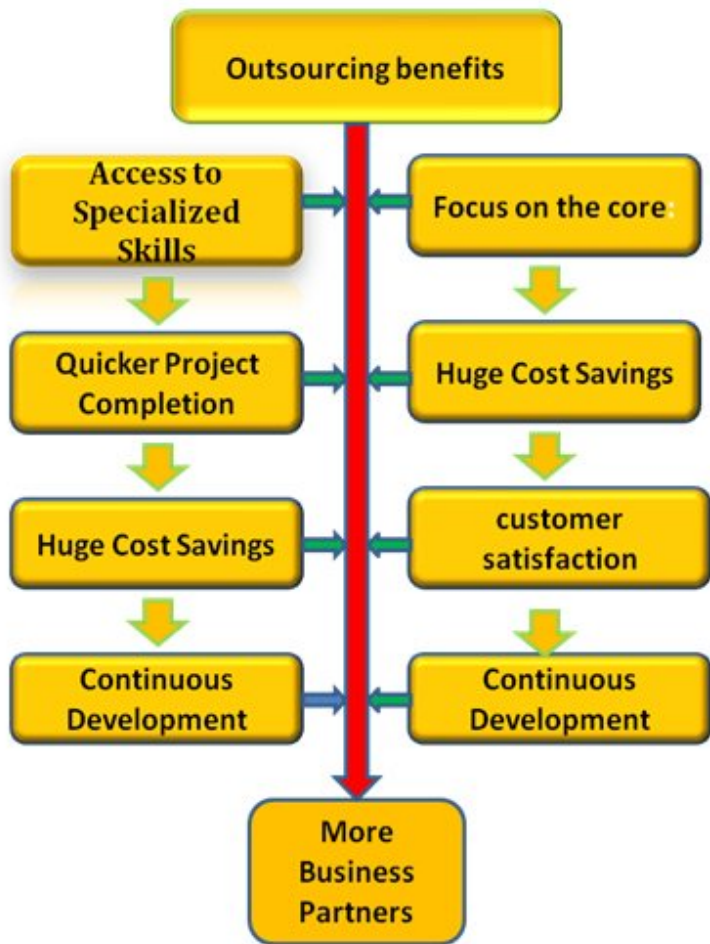 Outsourcing benefits
Access to
Specialized
Skills
Focus on the core:
Quicker Project
Completion
Huge Cost Savings
Huge Cost Savings
customer
satisfaction
Continuous
Development
Continuous
Development
More
Business
Partners